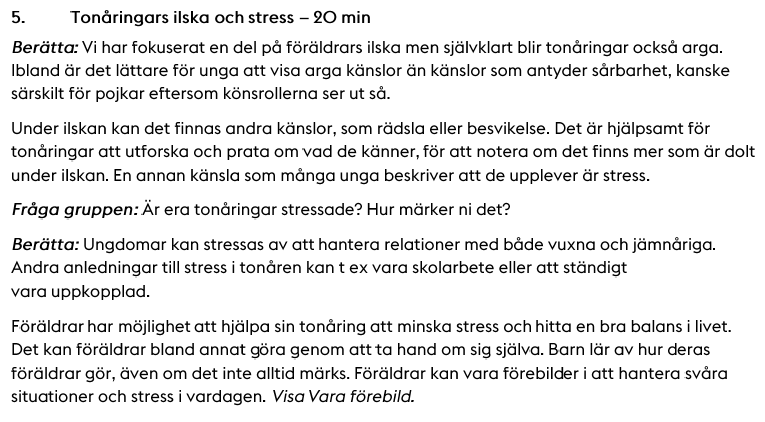 5. Tonåringars ilska och stress – 20 min
Berätta: Vi har fokuserat en del på föräldrars ilska men självklart blir tonåringar också arga.
Ibland är det lättare för unga att visa arga känslor än känslor som antyder sårbarhet, kanske
särskilt för pojkar eftersom könsrollerna ser ut så.
Under ilskan kan det finnas andra känslor, som rädsla eller besvikelse. Det är hjälpsamt för
tonåringar att utforska och prata om vad de känner, för att notera om det finns mer som är dolt
under ilskan. En annan känsla som många unga beskriver att de upplever är stress.
Fråga gruppen: Är era tonåringar stressade? Hur märker ni det?
Berätta: Ungdomar kan stressas av att hantera relationer med både vuxna och jämnåriga.
Andra anledningar till stress i tonåren kan t ex vara skolarbete eller att ständigt
vara uppkopplad.
Föräldrar har möjlighet att hjälpa sin tonåring att minska stress och hitta en bra balans i livet.
Det kan föräldrar bland annat göra genom att ta hand om sig själva. Barn lär av hur deras
föräldrar gör, även om det inte alltid märks. Föräldrar kan vara förebilder i att hantera svåra
situationer och stress i vardagen. Visa Vara förebild.